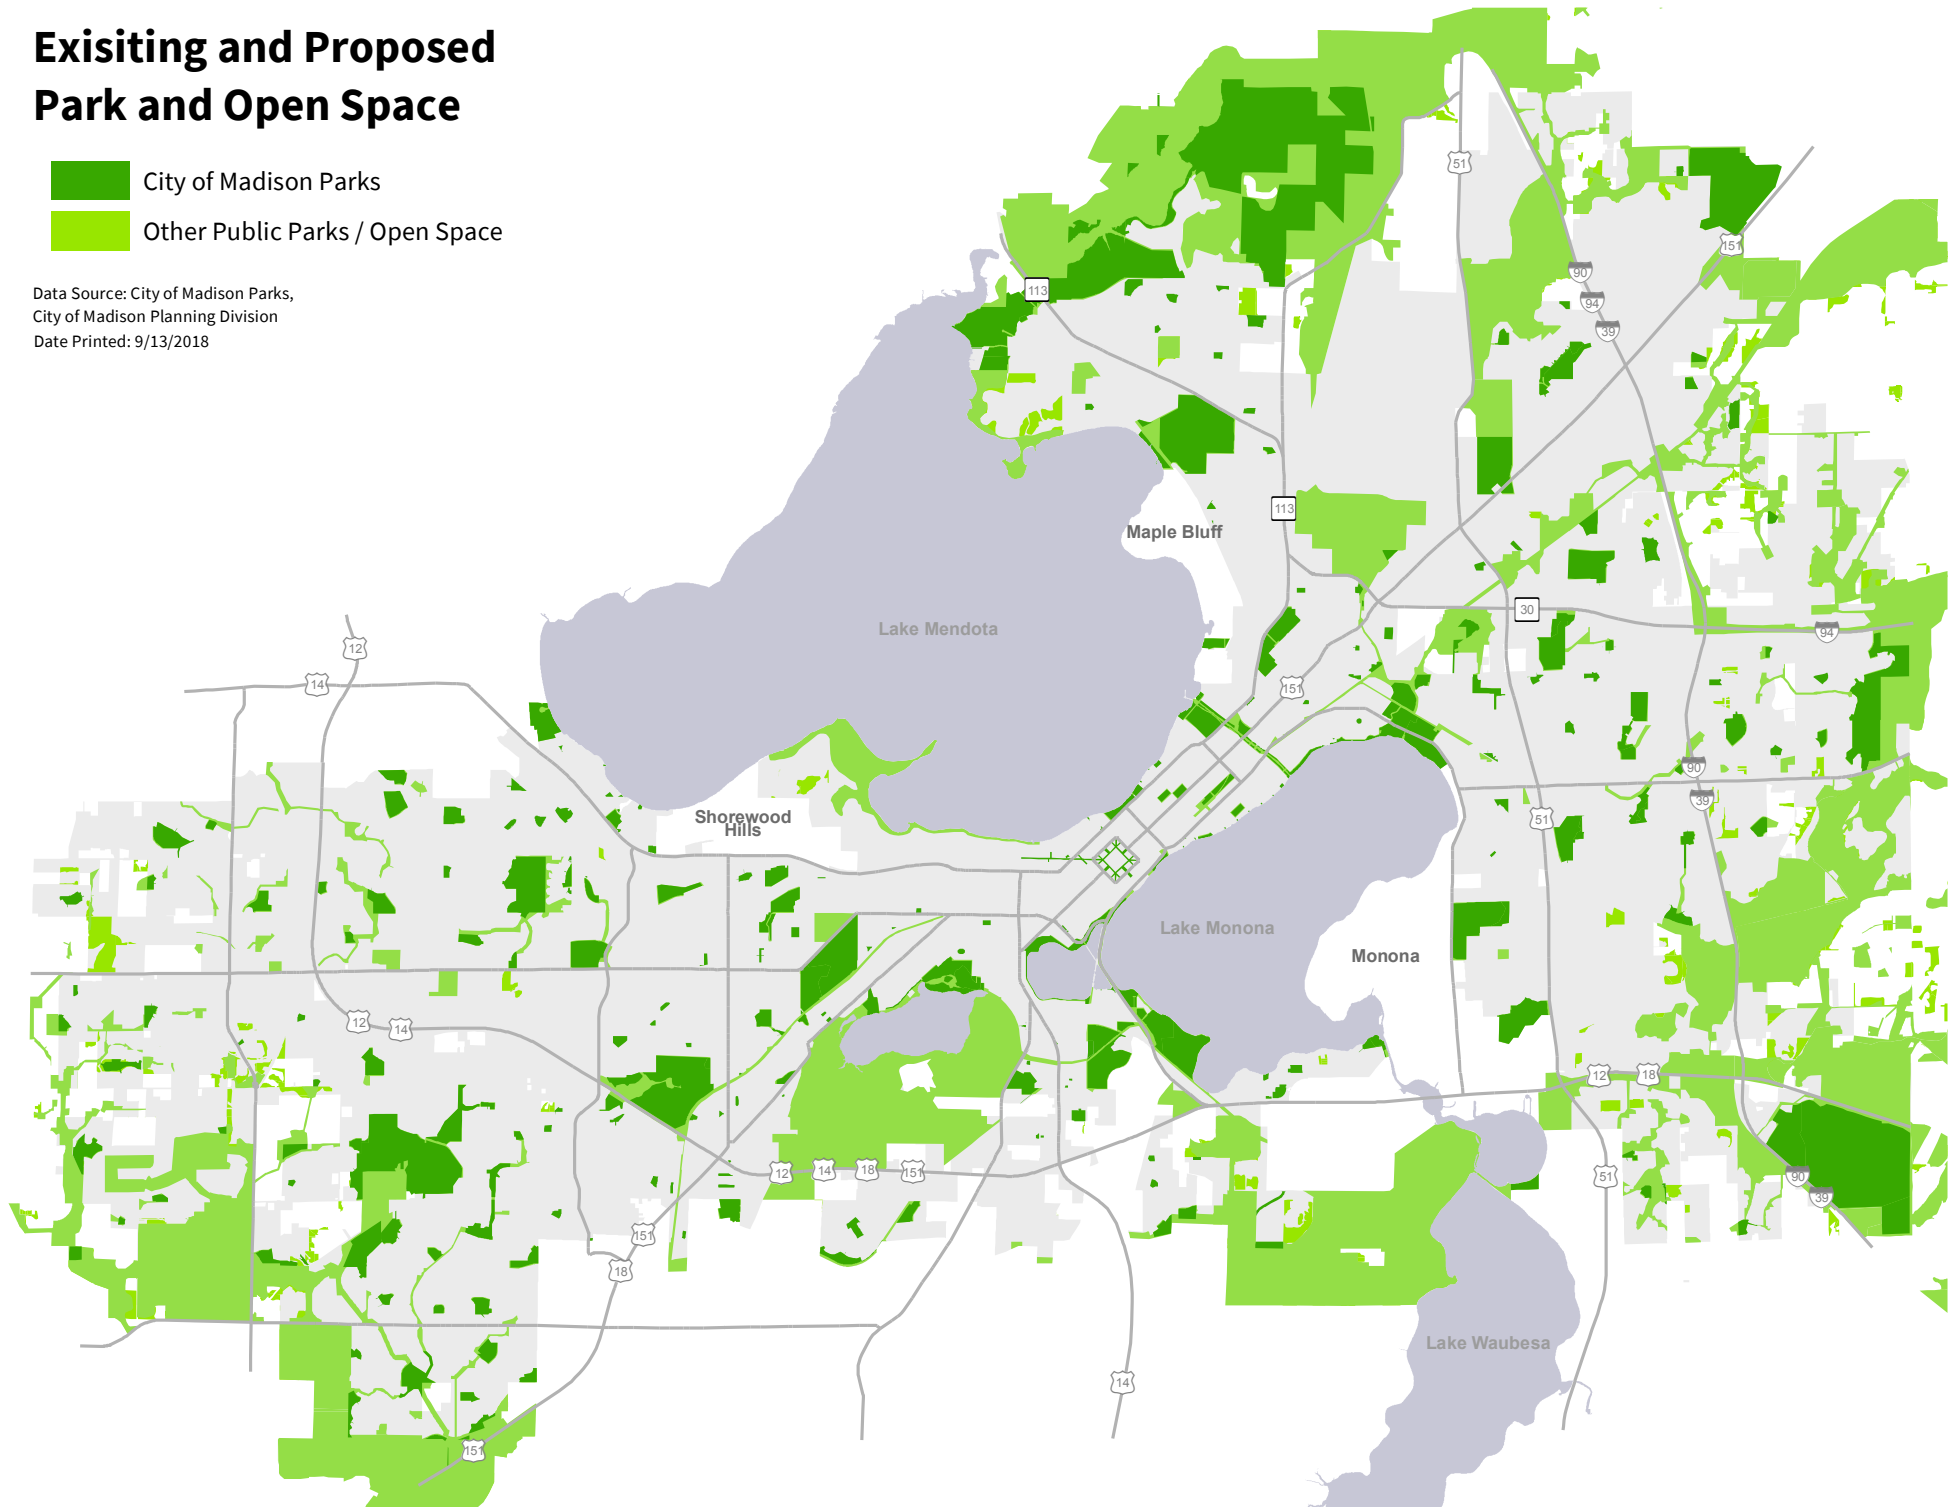 Exisiting and Proposed
Park and Open Space
City of Madison Parks
Other Public Parks / Open Space
Data Source: City of Madison Parks,
City of Madison Planning Division
Date Printed: 9/13/2018
51
151
90
94
39
113
113
Maple Bluff
30
94
Lake Mendota
12
14
151
90
39
Shorewood
Hills
51
Lake Monona
Monona
12
14
12
18
12
14
18
151
90
39
51
151
18
Lake Waubesa
14
151